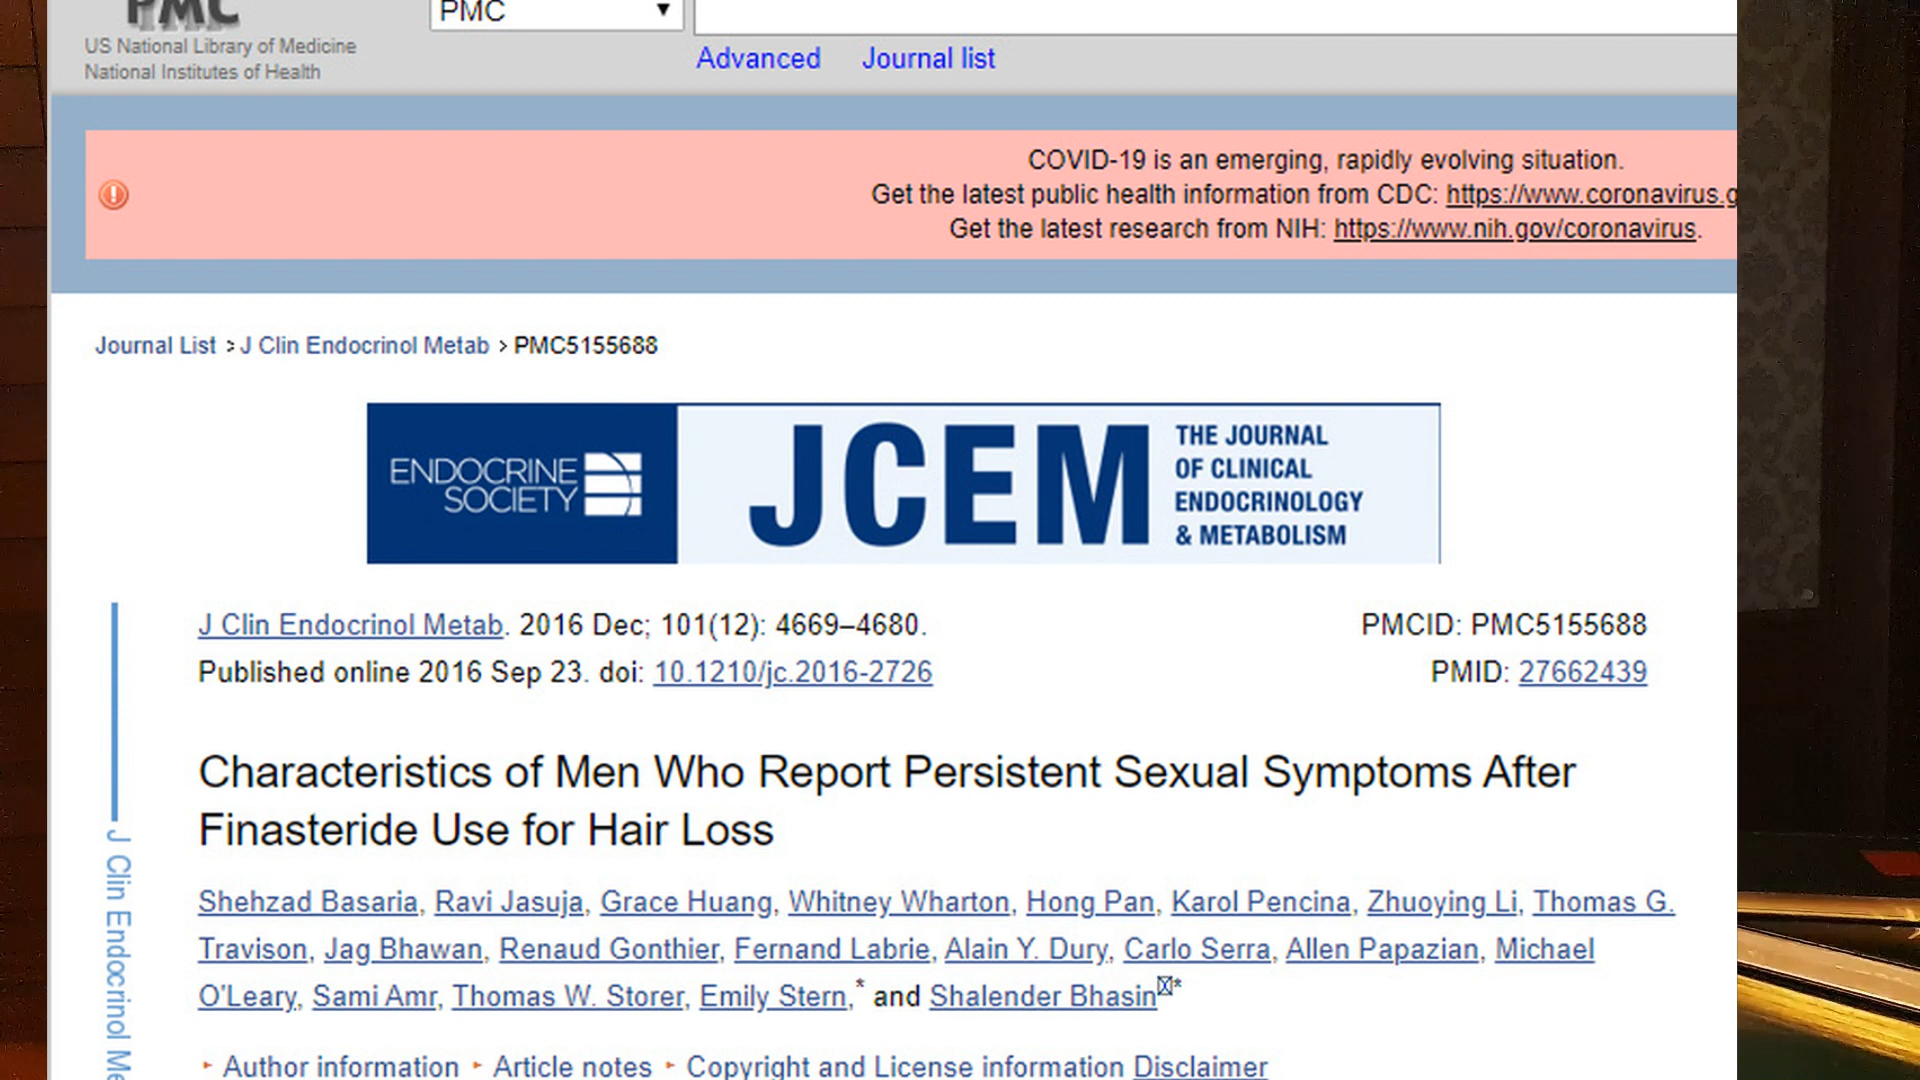 PMC
PMC
US National Library of Medicine
National Institutes of Health
Advanced Journal list
COVID-19 is an emerging, rapidly evolving situation.
Get the latest public health information from CDC: https://www.coronavirus.g
Get the latest research from NIH: https://www.nih.gov/coronavirus.
Journal List > J Clin Endocrinol Metab > PMC5155688
ENDOCRINE
SOCIETY
JCEM
THE JOURNAL
OF CLINICAL
ENDOCRINOLOGY
& METABOLISM
J Clin Endocrinol Metab. 2016 Dec; 101(12): 4669–4680. PMCID: PMC5155688
Published online 2016 Sep 23. doi: 10.1210/jc.2016-2726 PMID: 27662439
Characteristics of Men Who Report Persistent Sexual Symptoms After
Finasteride Use for Hair Loss
Shehzad Basaria, Ravi Jasuja, Grace Huang, Whitney Wharton, Hong Pan, Karol Pencina, Zhuoying Li, Thomas G.
Travison, Jag Bhawan, Renaud Gonthier, Fernand Labrie, Alain Y. Dury, Carlo Serra, Allen Papazian, Michael
O'Leary, Sami Amr, Thomas W. Storer, Emily Stern,* and Shalender Bhasin*
Author information Article notes Copyright and License information Disclaimer
J Clin Endocrinol Me